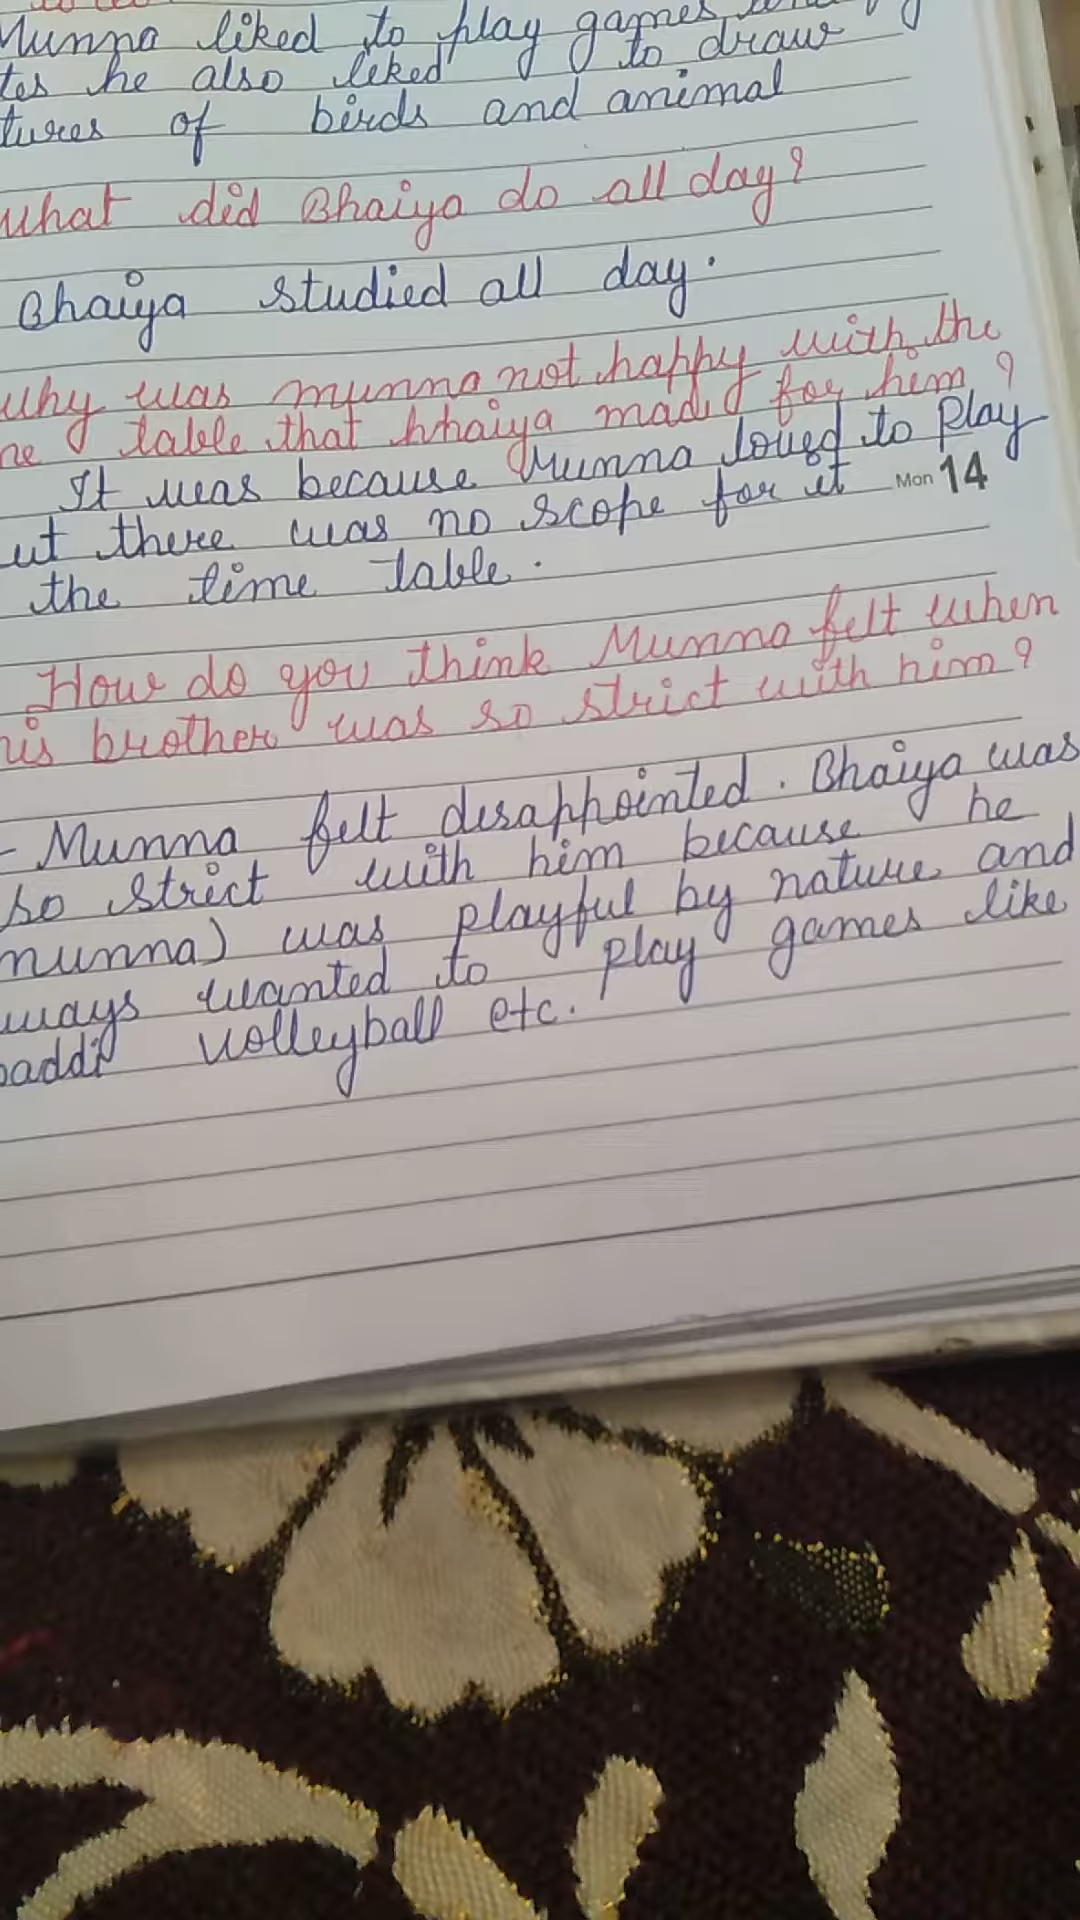 Munna liked to play games
tes he also liked to draw
tures of birds and animal
what did Bhaiya do all day?
Bhaiya studied all day.
why was munna not happy with the
me table that bhaiya made for him?
It was because Munna loved to Play
ut there was no scope for it
Mon 14
the time table.
How do you think Munna felt when
his brother was so strict with him?
- Munna felt disappointed. Bhaiya was
so strict with him because he
munna) was playful by nature and
ways wanted to play games like
baddi volleyball etc.